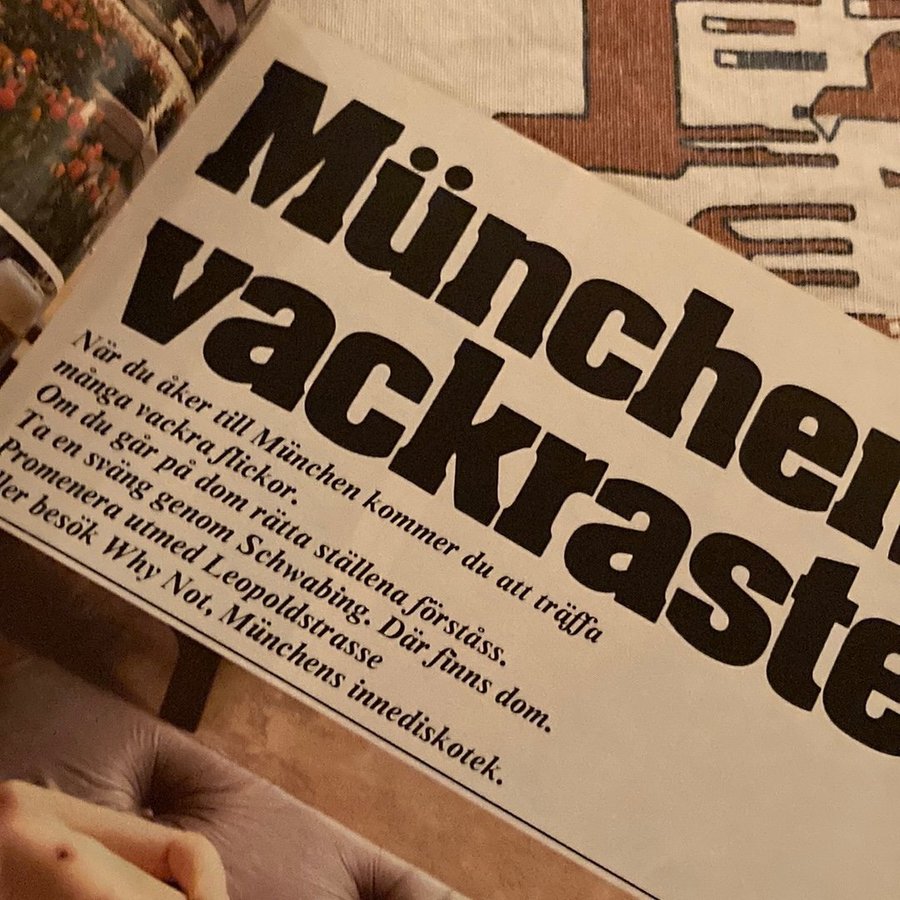 München
vackraste
När du åker till München kommer du att träffa
många vackra flickor.
Om du går på dom rätta ställena förståss.
Ta en sväng genom Schwabing. Där finns dom.
Promenera utmed Leopoldstrasse
ller besök Why Not, Münchens innediskotek.